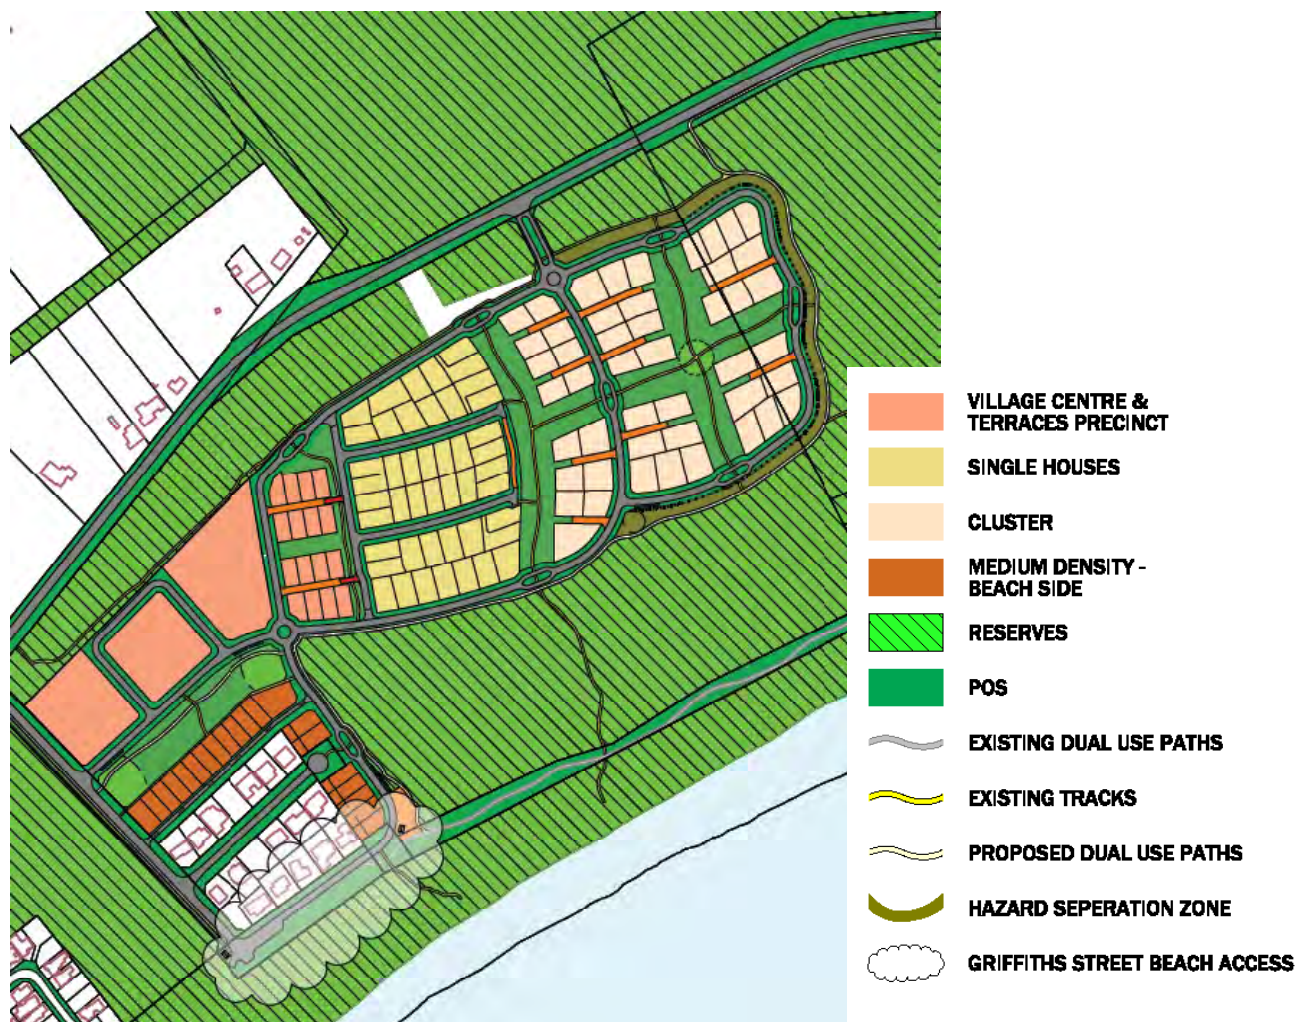 VILLAGE CENTRE &
TERRACES PRECINCT
SINGLE HOUSES
CLUSTER
MEDIUM DENSITY -
BEACH SIDE
RESERVES
POS
EXISTING DUAL USE PATHS
EXISTING TRACKS
PROPOSED DUAL USE PATHS
HAZARD SEPERATION ZONE
GRIFFITHS STREET BEACH ACCESS